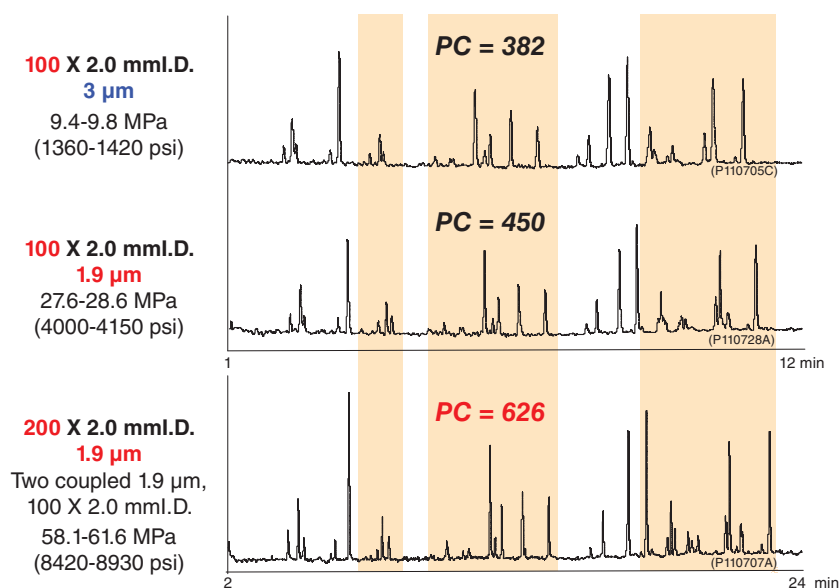 100 X 2.0 mmI.D.
3 µm
9.4-9.8 MPa
(1360-1420 psi)
PC = 382
(P110705C)
100 X 2.0 mmI.D.
1.9 µm
27.6-28.6 MPa
(4000-4150 psi)
PC = 450
(P110728A)
1
12 min
200 X 2.0 mmI.D.
1.9 µm
Two coupled 1.9 µm,
100 X 2.0 mmI.D.
58.1-61.6 MPa
(8420-8930 psi)
PC = 626
(P110707A)
2
24 min